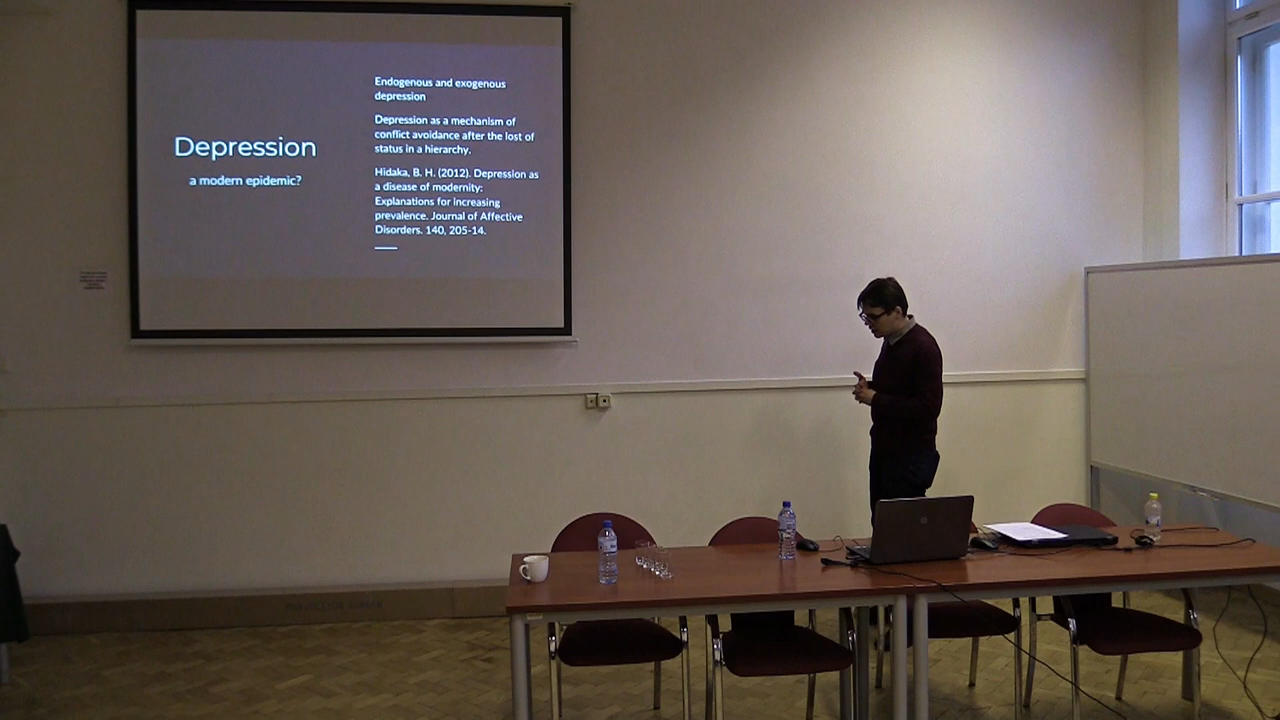 Depression
a modern epidemic?
Endogenous and exogenous
depression
Depression as a mechanism of
conflict avoidance after the lost of
status in a hierarchy.
Hidaka, B. H. (2012). Depression as
a disease of modernity:
Explanations for increasing
prevalence. Journal of Affective
Disorders. 140, 205-14.